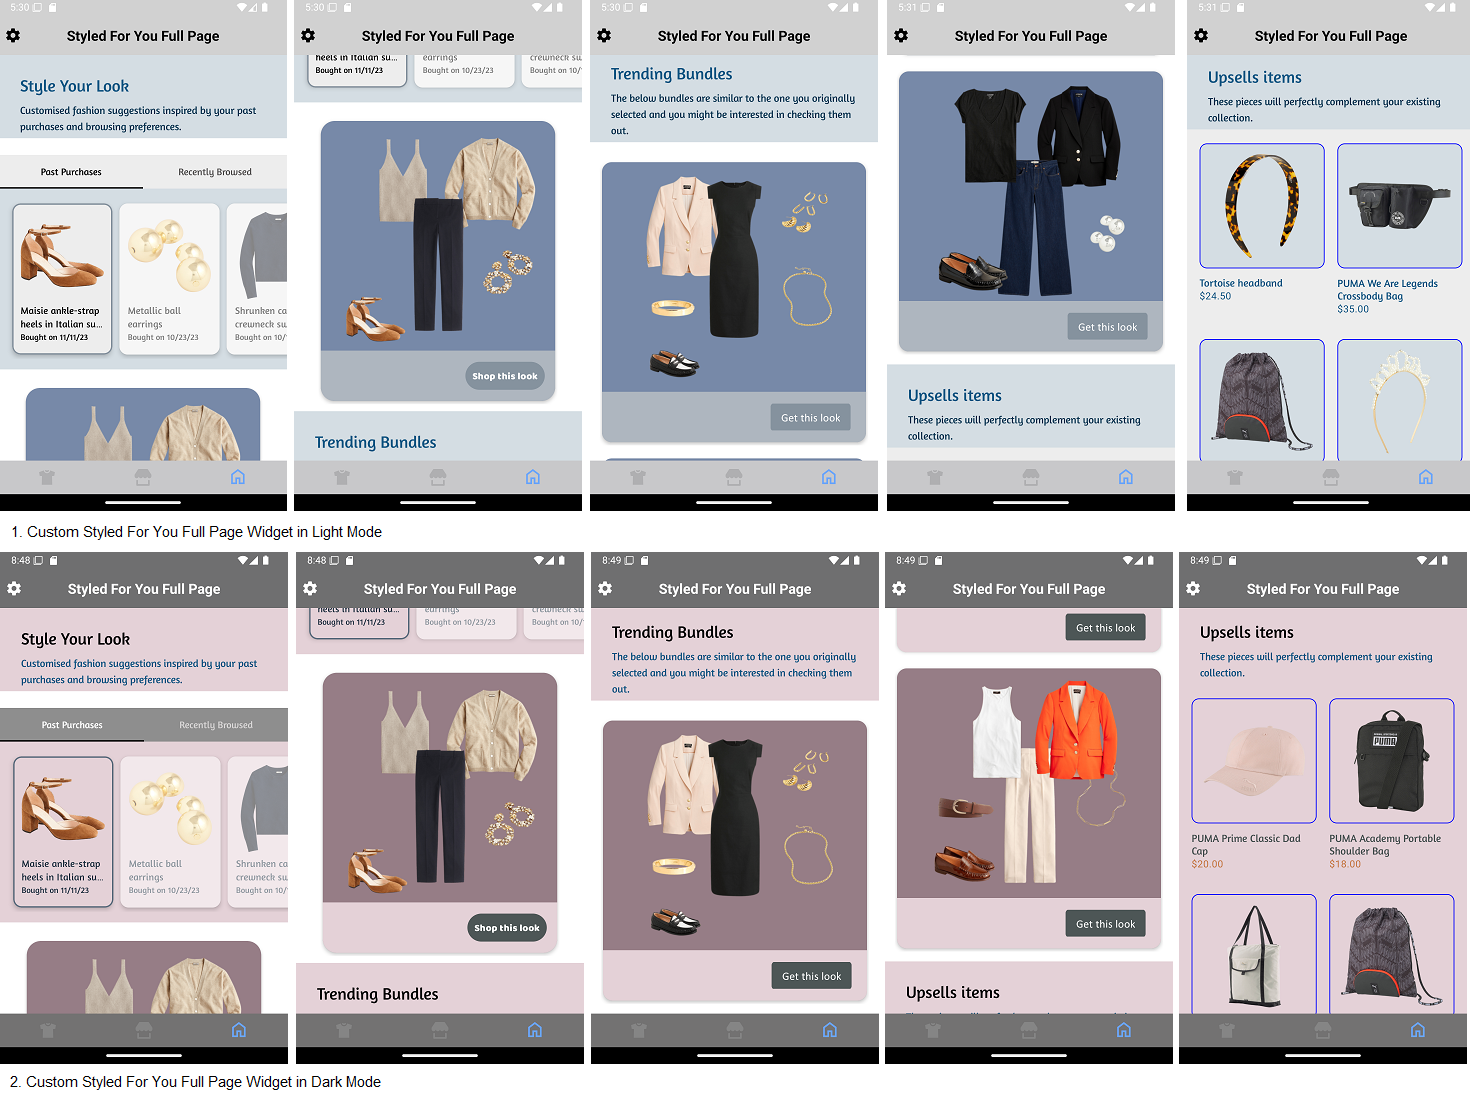 5:30
Styled For You Full Page
Style Your Look
Customised fashion suggestions inspired by your past
purchases and browsing preferences.
Past Purchases
Recently Browsed
Maisie ankle-strap
heels in Italian su...
Bought on 11/11/23
Metallic ball
earrings
Bought on 10/23/23
Shrunken ca
crewneck sw
Bought on 10/
5:30
Styled For You Full Page
heels in Italian su...
Bought on 11/11/23
earrings
Bought on 10/23/23
crewneck sw
Bought on 10/
Shop this look
Trending Bundles
5:30
Styled For You Full Page
Trending Bundles
The below bundles are similar to the one you originally
selected and you might be interested in checking them
out.
Get this look
5:31
Styled For You Full Page
Get this look
Upsells items
These pieces will perfectly complement your existing
collection.
5:31
Styled For You Full Page
Upsells items
These pieces will perfectly complement your existing
collection.
Tortoise headband
$24.50
PUMA We Are Legends
Crossbody Bag
$35.00
1. Custom Styled For You Full Page Widget in Light Mode
8:48
Styled For You Full Page
Style Your Look
Customised fashion suggestions inspired by your past
purchases and browsing preferences.
Past Purchases
Recently Browsed
Maisie ankle-strap
heels in Italian su...
Bought on 11/11/23
Metallic ball
earrings
Bought on 10/23/23
Shrunken ca
crewneck sw
Bought on 10/
8:48
Styled For You Full Page
heels in Italian su...
Bought on 11/11/23
earrings
Bought on 10/23/23
crewneck sw
Bought on 10/
Shop this look
Trending Bundles
8:49
Styled For You Full Page
Trending Bundles
The below bundles are similar to the one you originally
selected and you might be interested in checking them
out.
Get this look
8:49
Styled For You Full Page
Get this look
Get this look
Upsells items
8:49
Styled For You Full Page
Upsells items
These pieces will perfectly complement your existing
collection.
PUMA
PUMA Prime Classic Dad
Cap
$20.00
PUMA Academy Portable
Shoulder Bag
$18.00
2. Custom Styled For You Full Page Widget in Dark Mode